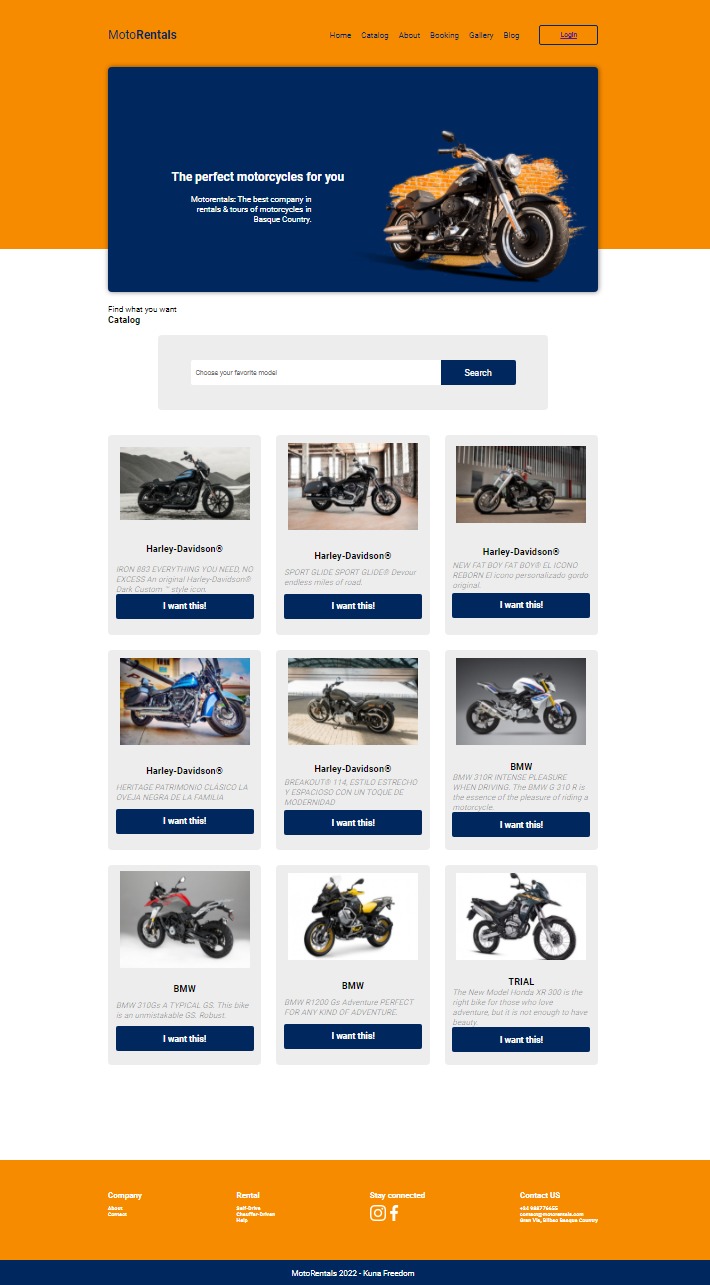 MotoRentals
Home Catalog About Booking Gallery Blog Login
The perfect motorcycles for you
Motorentals: The best company in
rentals & tours of motorcycles in
Basque Country.
Find what you want
Catalog
Choose your favorite model
Search
Harley-Davidson®
IRON 883 EVERYTHING YOU NEED, NO
EXCESS An original Harley-Davidson®
Dark Custom ™ style icon.
I want this!
Harley-Davidson®
SPORT GLIDE SPORT GLIDE® Devour
endless miles of road.
I want this!
Harley-Davidson®
NEW FAT BOY FAT BOY® EL ICONO
REBORN El icono personalizado gordo
original.
I want this!
Harley-Davidson®
HERITAGE PATRIMONIO CLASICO LA
OVEJA NEGRA DE LA FAMILIA
I want this!
Harley-Davidson®
BREAKOUT® 114, ESTILO ESTRECHO
Y ESPACIOSO CON UN TOQUE DE
MODERNIDAD
I want this!
BMW
BMW 310R INTENSE PLEASURE
WHEN DRIVING. The BMW G 310 R is
the essence of the pleasure of riding a
motorcycle.
I want this!
BMW
BMW 310Gs A TYPICAL GS. This bike
is an unmistakable GS. Robust.
I want this!
BMW
BMW R1200 Gs Adventure PERFECT
FOR ANY KIND OF ADVENTURE.
I want this!
TRIAL
The New Model Honda XR 300 is the
right bike for those who love
adventure, but it is not enough to have
beauty.
I want this!
Company
About
Careers
Rental
Self-Drive
Chauffer-Driven
Help
Stay connected
Contact US
contact@motorentals.com
Gran Vía, Bilbao Basque Country
MotoRentals 2022 - Kuna Freedom